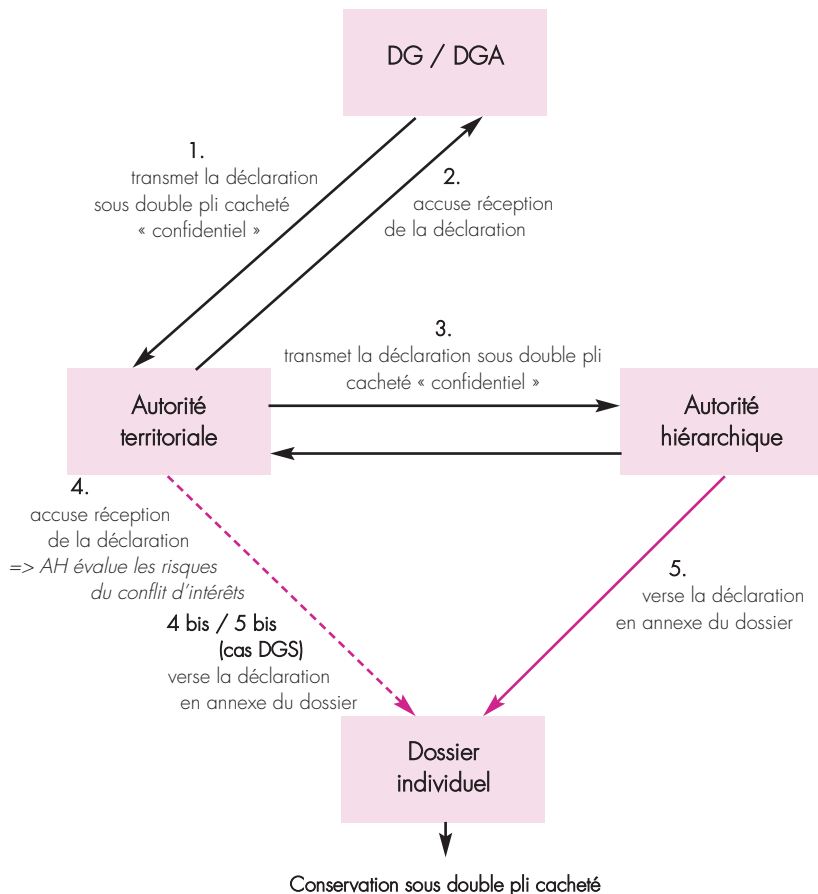 DG / DGA
1.
transmet la déclaration
sous double pli cacheté
« confidentiel »
2.
accuse réception
de la déclaration
3.
transmet la déclaration sous double pli
cacheté « confidentiel »
Autorité
territoriale
Autorité
hiérarchique
4.
accuse réception
de la déclaration
=> AH évalue les risques
du conflit d’intérêts
4 bis / 5 bis
(cas DGS)
verse la déclaration
en annexe du dossier
5.
verse la déclaration
en annexe du dossier
Dossier
individuel
Conservation sous double pli cacheté